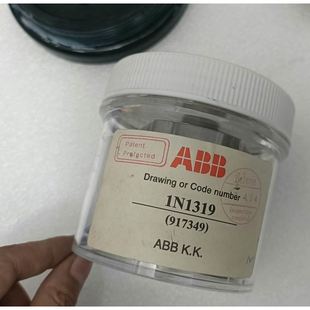 Patent
Protected
ABB
Drawing or Code number
1N1319
(917349)
ABB K.K.